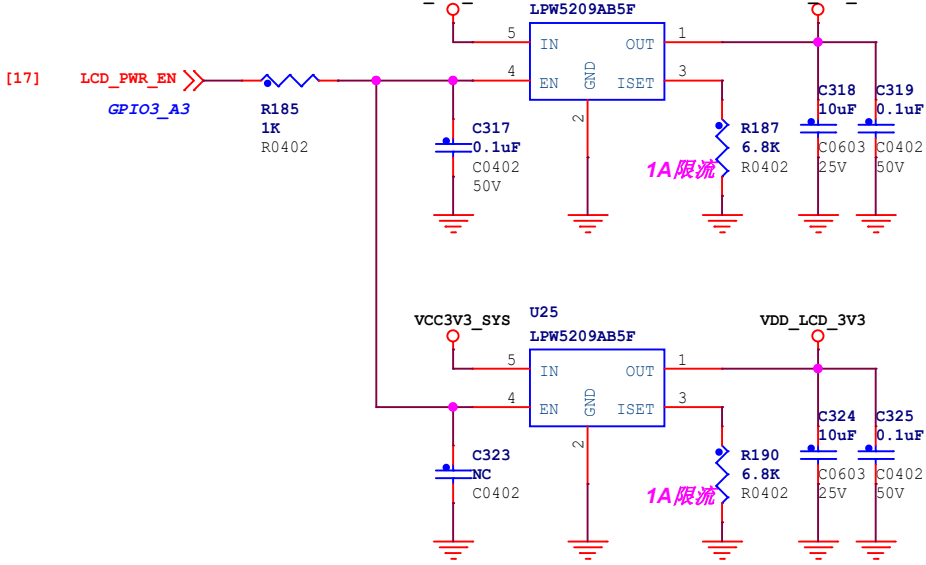 LPW5209AB5F
5 IN OUT 1
[17] LCD_PWR_EN 4 EN GND ISET 3
GPIO3_A3 R185
1K
R0402
2
C317
0.1uF
C0402
50V
R187
6.8K
R0402
1A限流
C318
10uF
C0603
25V
C319
0.1uF
C0402
50V
VCC3V3_SYS
U25
LPW5209AB5F
VDD_LCD_3V3
5 IN OUT 1
4 EN GND ISET 3
2
C323
NC
C0402
R190
6.8K
R0402
1A限流
C324
10uF
C0603
25V
C325
0.1uF
C0402
50V